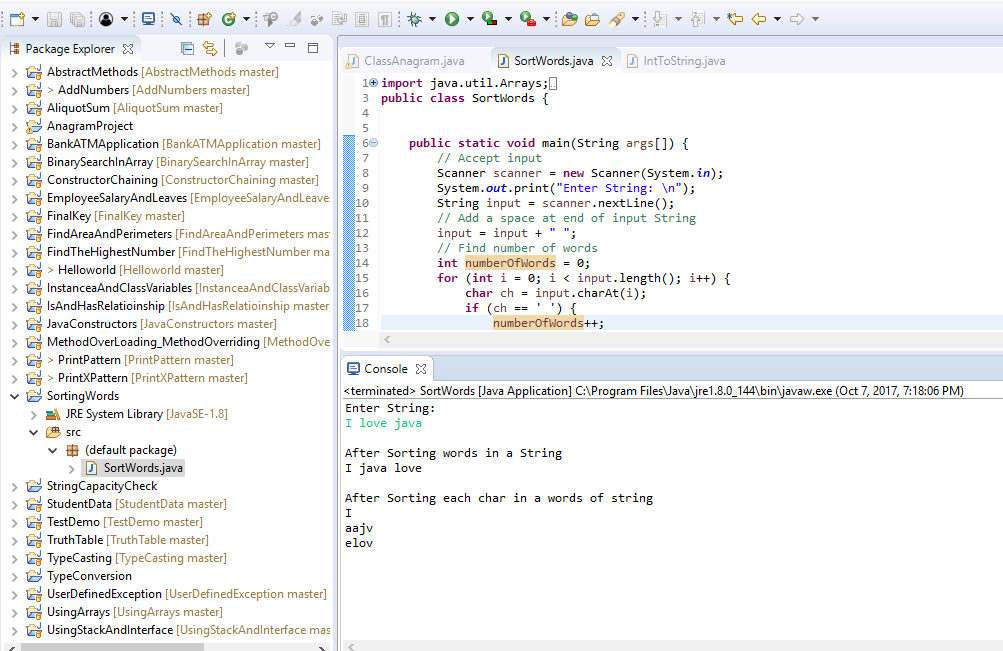 Package Explorer
AbstractMethods [AbstractMethods master]
> AddNumbers [AddNumbers master]
AliquotSum [AliquotSum master]
AnagramProject
BankATMApplication [BankATMApplication master]
BinarySearchInArray [BinarySearchInArray master]
ConstructorChaining [ConstructorChaining master]
EmployeeSalaryAndLeaves [EmployeeSalaryAndLeave
FinalKey [FinalKey master]
FindAreaAndPerimeters [FindAreaAndPerimeters mas
FindTheHighestNumber [FindTheHighestNumber ma
> Helloworld [Helloworld master]
InstanceaAndClassVariables [InstanceaAndClassVariab
IsAndHasRelatioinship [IsAndHasRelatioinship master
JavaConstructors [JavaConstructors master]
MethodOverLoading_MethodOverriding [MethodOve
> PrintPattern [PrintPattern master]
> PrintXPattern [PrintXPattern master]
SortingWords
JRE System Library [JavaSE-1.8]
src
(default package)
SortWords.java
StringCapacityCheck
StudentData [StudentData master]
TestDemo [TestDemo master]
TruthTable [TruthTable master]
TypeCasting [TypeCasting master]
TypeConversion
UserDefinedException [UserDefinedException master]
UsingArrays [UsingArrays master]
UsingStackAndInterface [UsingStackAndInterface mas
ClassAnagram.java SortWords.java IntToString.java
1 import java.util.Arrays;
3 public class SortWords {
4
5
6 public static void main(String args[]) {
7 // Accept input
8 Scanner scanner = new Scanner(System.in);
9 System.out.print("Enter String: \n");
10 String input = scanner.nextLine();
11 // Add a space at end of input String
12 input = input + " ";
13 // Find number of words
14 int numberOfWords = 0;
15 for (int i = 0; i < input.length(); i++) {
16 char ch = input.charAt(i);
17 if (ch == ' ') {
18 numberOfWords++;
Console
<terminated> SortWords [Java Application] C:\Program Files\Java\jre1.8.0_144\bin\javaw.exe (Oct 7, 2017, 7:18:06 PM)
Enter String:
I love java
After Sorting words in a String
I java love
After Sorting each char in a words of string
I
aajv
elov